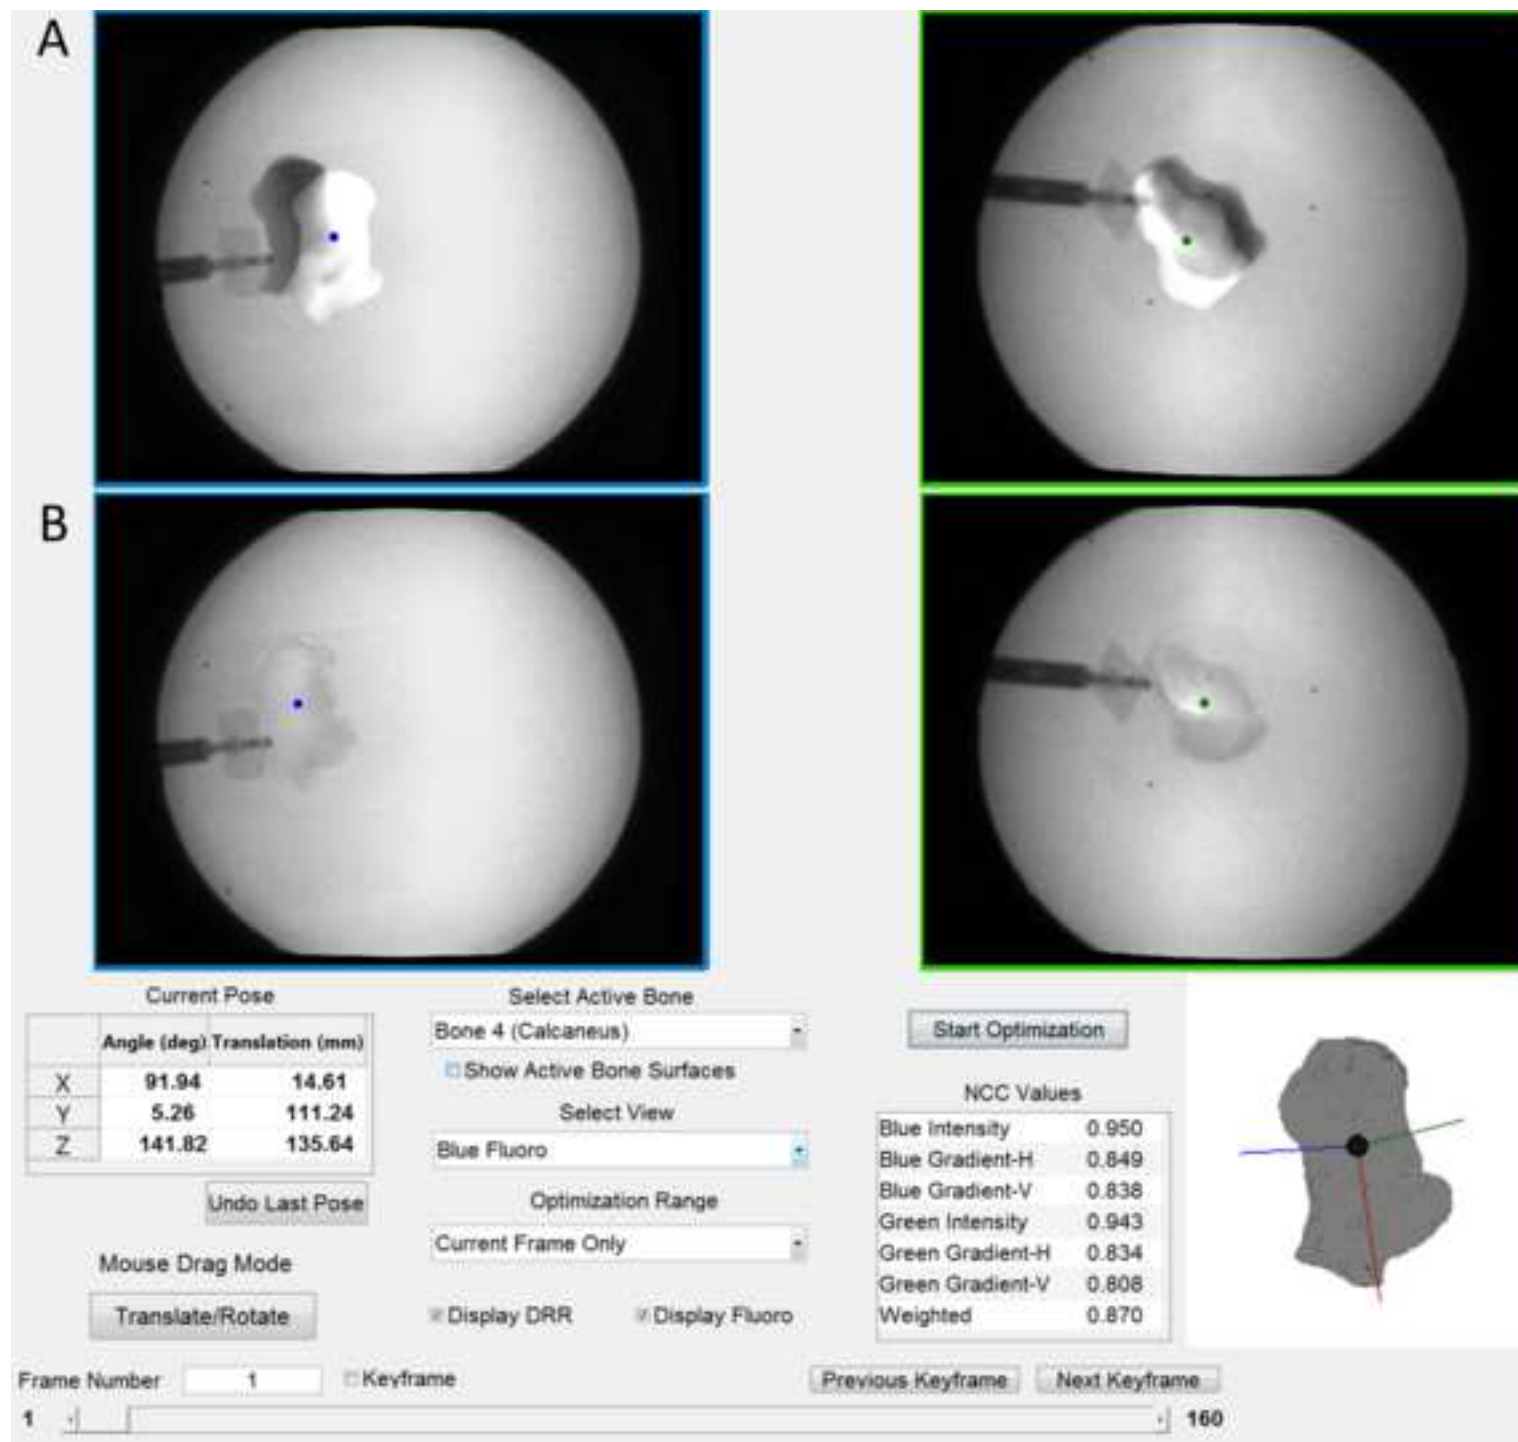 A
B
Current Pose
Angle (deg) Translation (mm)
X 91.94 14.61
Y 5.26 111.24
Z 141.82 135.64
Undo Last Pose
Mouse Drag Mode
Translate/Rotate
Select Active Bone
Bone 4 (Calcaneus)
Show Active Bone Surfaces
Select View
Blue Fluoro
Optimization Range
Current Frame Only
Display DRR Display Fluoro
Start Optimization
NCC Values
Blue Intensity 0.950
Blue Gradient-H 0.849
Blue Gradient-V 0.838
Green Intensity 0.943
Green Gradient-H 0.834
Green Gradient-V 0.808
Weighted 0.870
Frame Number 1 Keyframe
Previous Keyframe Next Keyframe
1 160